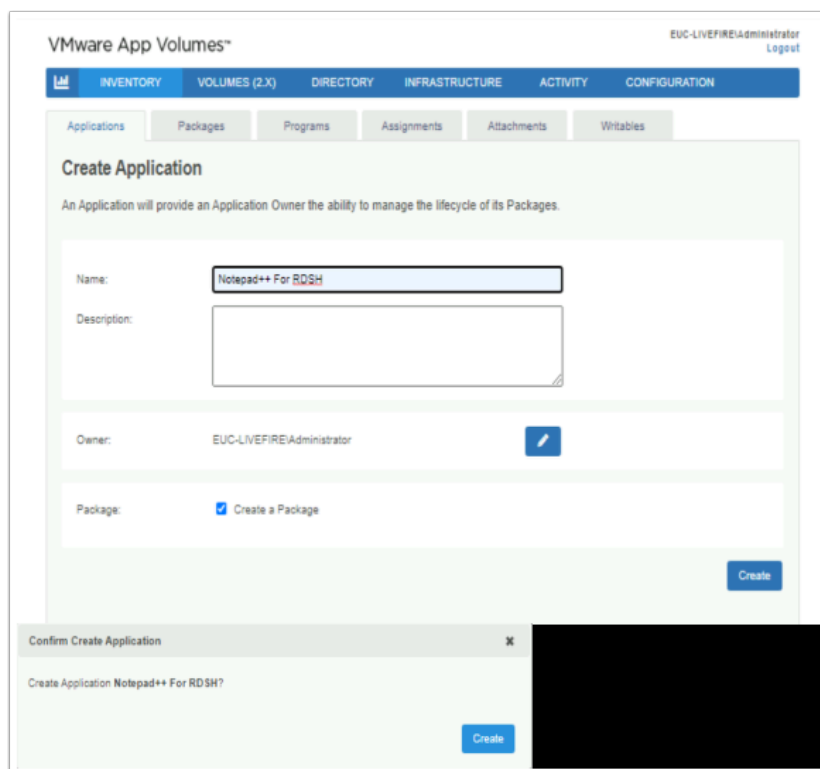 VMware App Volumes™
EUC-LIVEFIRE\Administrator
Logout
INVENTORY VOLUMES (2.X) DIRECTORY INFRASTRUCTURE ACTIVITY CONFIGURATION
Applications Packages Programs Assignments Attachments Writables
Create Application
An Application will provide an Application Owner the ability to manage the lifecycle of its Packages.
Name: Notepad++ For RDSH
Description:
Owner: EUC-LIVEFIRE\Administrator
Package: Create a Package
Create
Confirm Create Application ✖
Create Application Notepad++ For RDSH?
Create